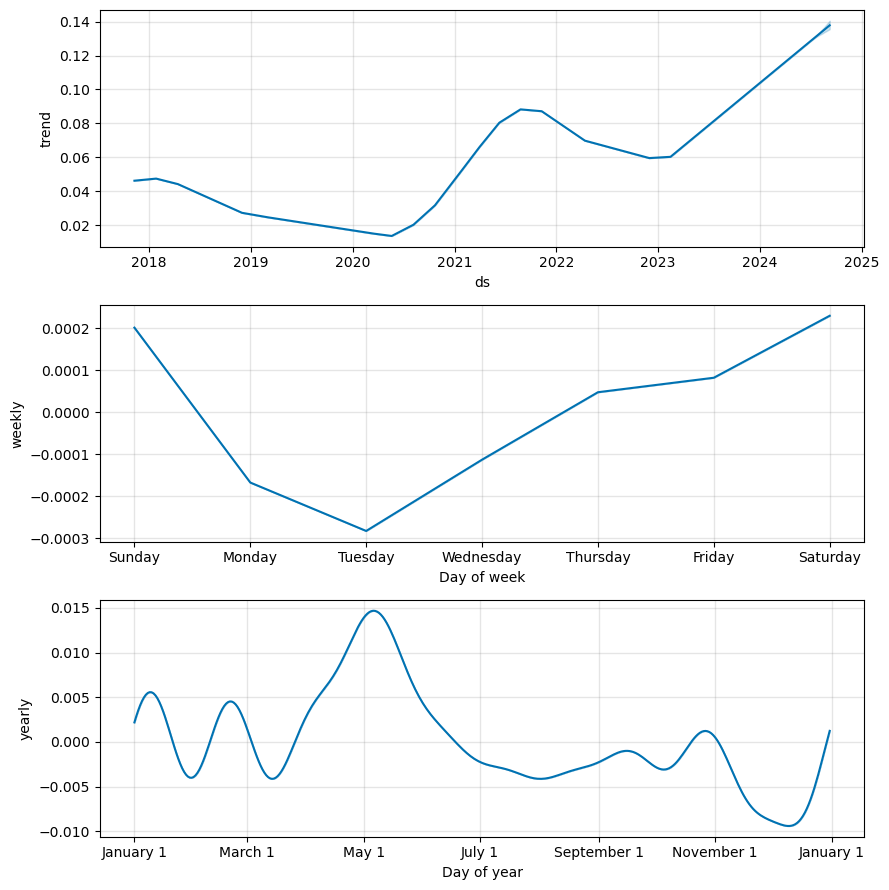 0.14
0.12
0.10
0.08
0.06
0.04
0.02
trend
2018 2019 2020 2021 2022 2023 2024 2025
ds
0.0002
0.0001
0.0000
−0.0001
−0.0002
−0.0003
weekly
Sunday Monday Tuesday Wednesday Thursday Friday Saturday
Day of week
0.015
0.010
0.005
0.000
−0.005
−0.010
yearly
January 1 March 1 May 1 July 1 September 1 November 1 January 1
Day of year